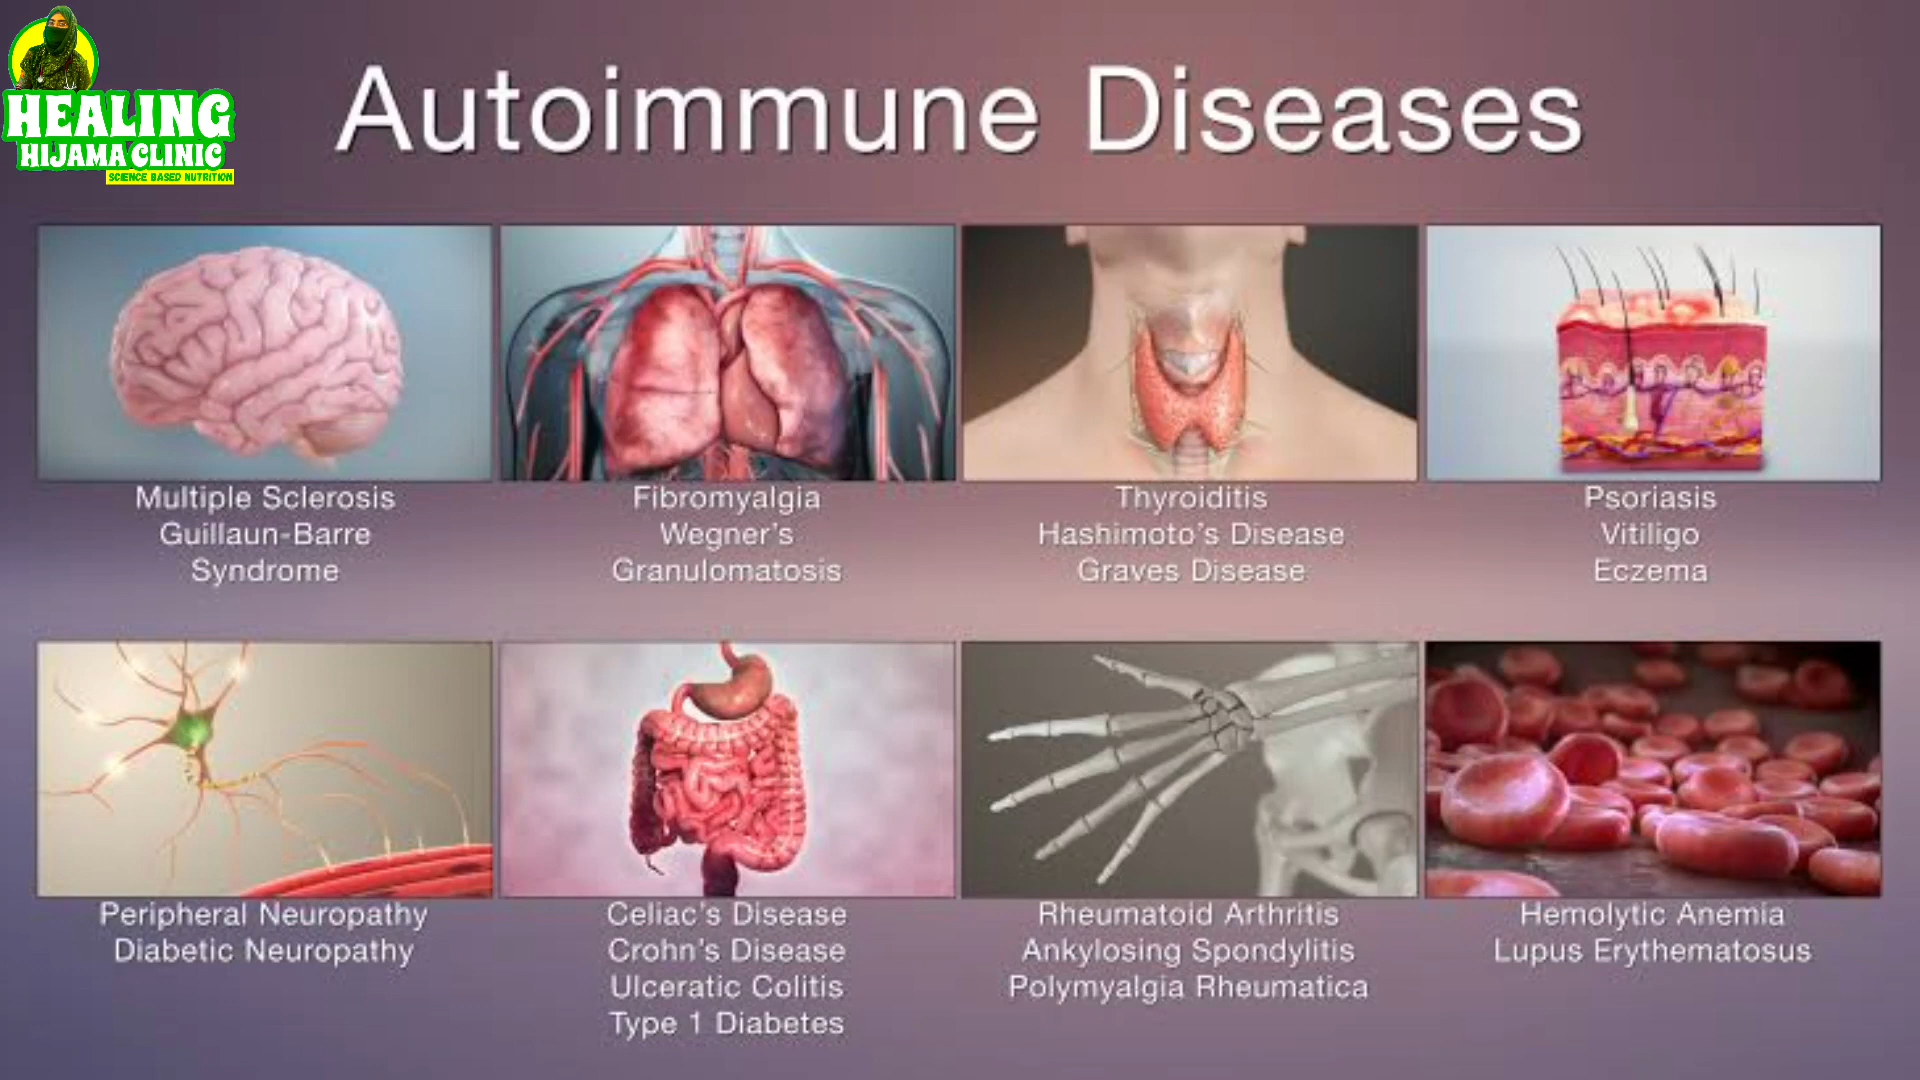 HEALING
HIJAMA CLINIC
SCIENCE BASED NUTRITION
Autoimmune Diseases
Multiple Sclerosis
Guillaun-Barre
Syndrome
Fibromyalgia
Wegner's
Granulomatosis
Thyroiditis
Hashimoto's Disease
Graves Disease
Psoriasis
Vitiligo
Eczema
Peripheral Neuropathy
Diabetic Neuropathy
Celiac's Disease
Crohn's Disease
Ulceratic Colitis
Type 1 Diabetes
Rheumatoid Arthritis
Ankylosing Spondylitis
Polymyalgia Rheumatica
Hemolytic Anemia
Lupus Erythematosus